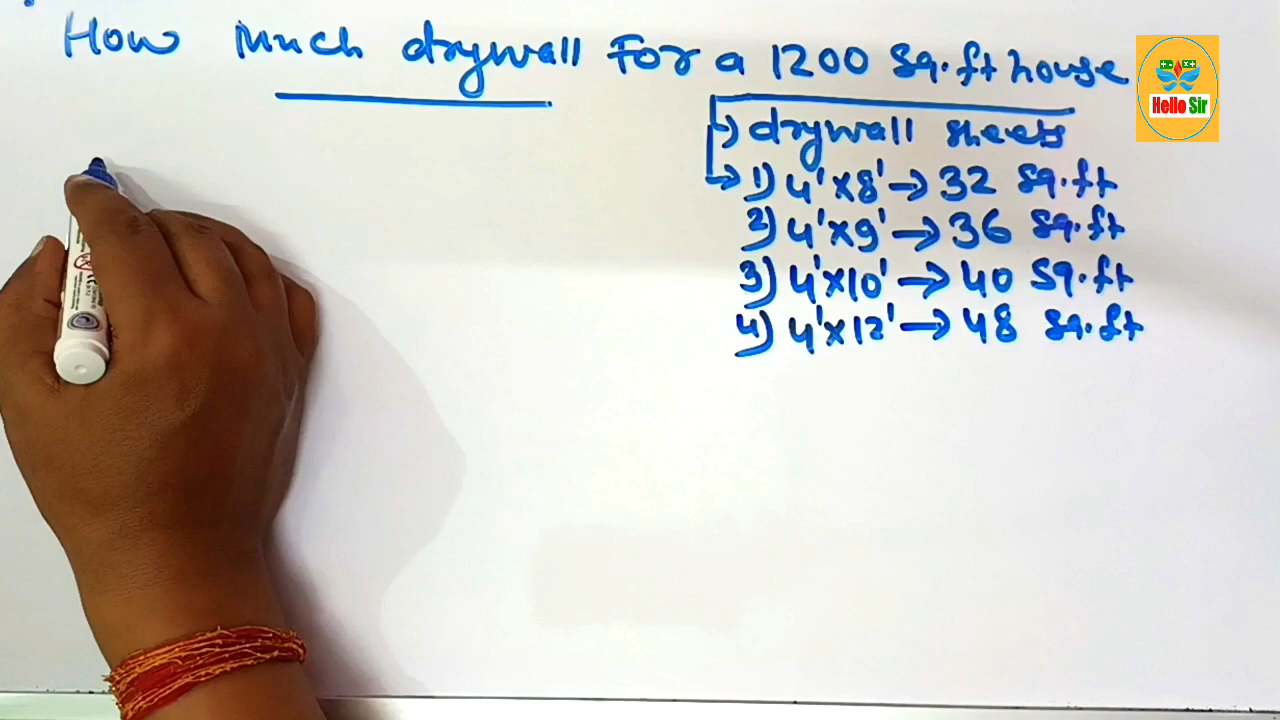 How Much drywall For a 1200 Sq.ft house
Hello Sir
→) drywall sheets
→ 1) 4'x8' → 32 Sq.ft
2) 4'x9' → 36 Sq.ft
3) 4'x10' → 40 Sq.ft
4) 4'x12' → 48 Sq.ft